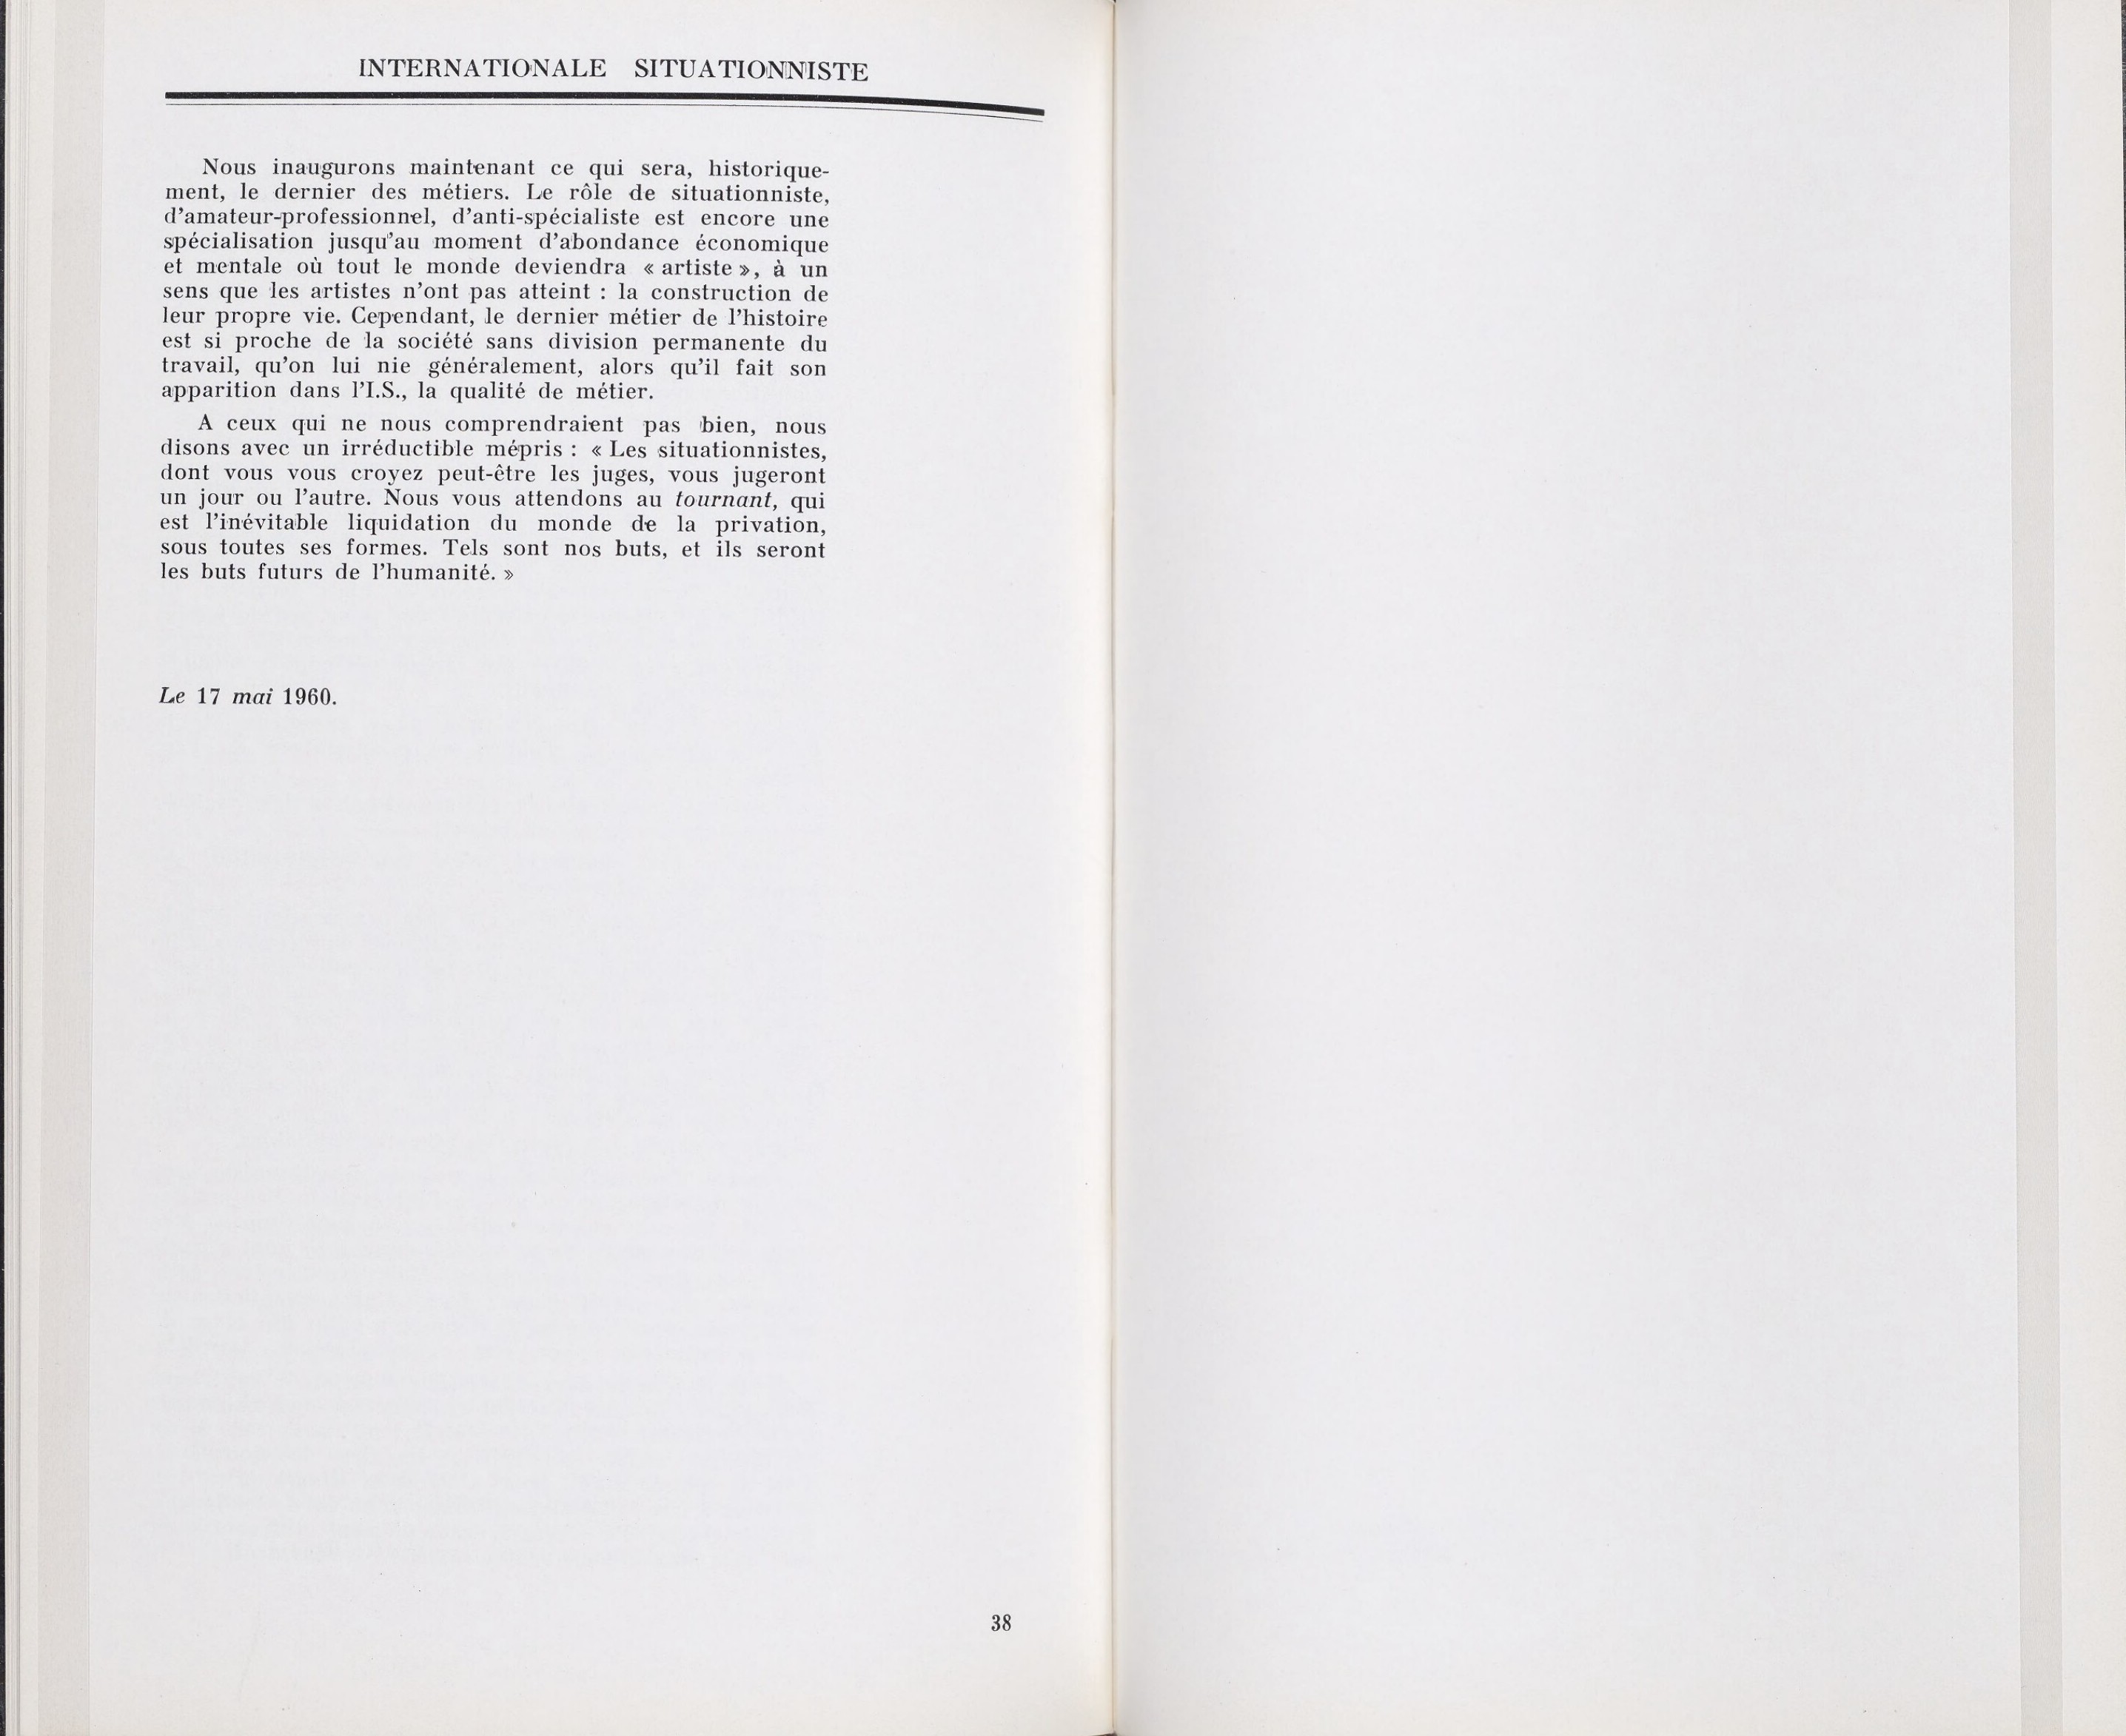 INTERNATIONALE SITUATIONNISTE
Nous inaugurons maintenant ce qui sera, historique-
ment, le dernier des métiers. Le rôle de situationniste,
d'amateur-professionnel, d'anti-spécialiste est encore une
spécialisation jusqu'au moment d'abondance économique
et mentale où tout le monde deviendra « artiste », à un
sens que les artistes n'ont pas atteint : la construction de
leur propre vie. Cependant, le dernier métier de l'histoire
est si proche de la société sans division permanente du
travail, qu'on lui nie généralement, alors qu'il fait son
apparition dans l'I.S., la qualité de métier.
A ceux qui ne nous comprendraient pas bien, nous
disons avec un irréductible mépris : « Les situationnistes,
dont vous vous croyez peut-être les juges, vous jugeront
un jour ou l'autre. Nous vous attendons au tournant, qui
est l'inévitable liquidation du monde de la privation,
sous toutes ses formes. Tels sont nos buts, et ils seront
les buts futurs de l'humanité. »
Le 17 mai 1960.
38